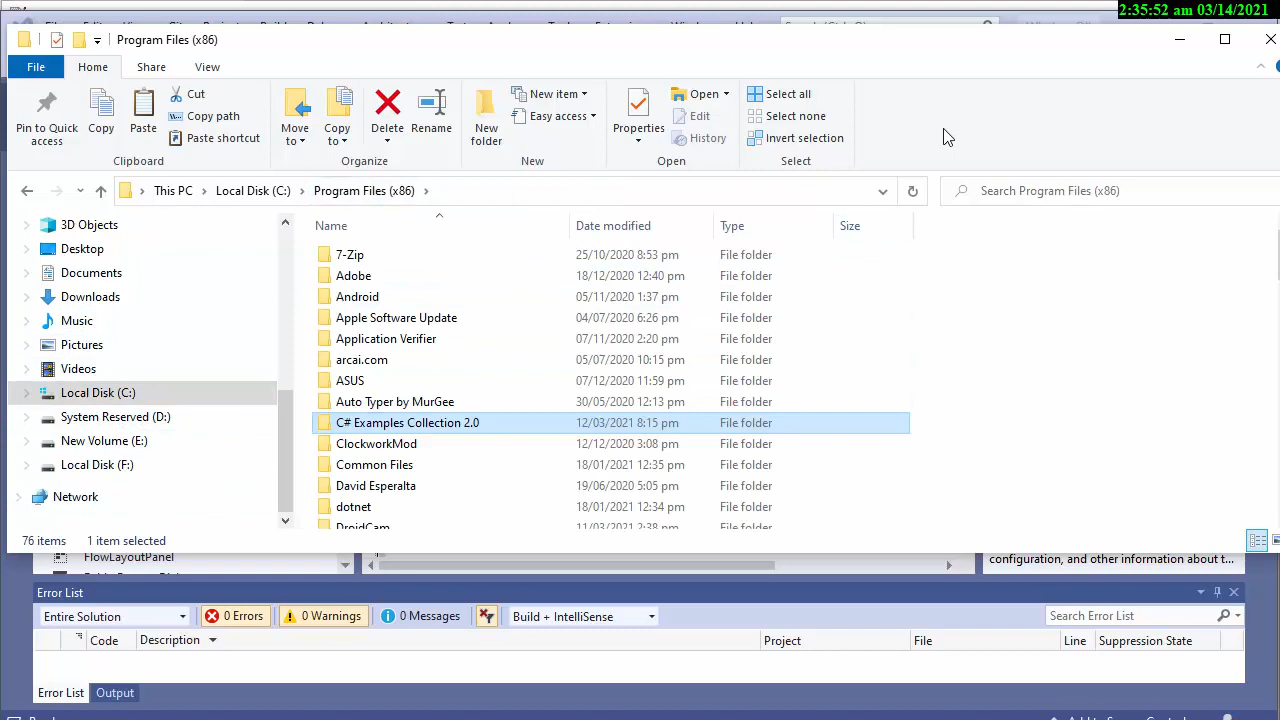 2:35:52 am 03/14/2021
Program Files (x86)
File Home Share View
Pin to Quick access
Copy
Paste
Cut
Copy path
Paste shortcut
Clipboard
Move to
Copy to
Delete
Rename
Organize
New folder
New item
Easy access
New
Properties
Open
Edit
History
Open
Select all
Select none
Invert selection
Select
This PC Local Disk (C:) Program Files (x86)
Search Program Files (x86)
3D Objects
Desktop
Documents
Downloads
Music
Pictures
Videos
Local Disk (C:)
System Reserved (D:)
New Volume (E:)
Local Disk (F:)
Network
Name Date modified Type Size
7-Zip 25/10/2020 8:53 pm File folder
Adobe 18/12/2020 12:40 pm File folder
Android 05/11/2020 1:37 pm File folder
Apple Software Update 04/07/2020 6:26 pm File folder
Application Verifier 07/11/2020 2:20 pm File folder
arcai.com 05/07/2020 10:15 pm File folder
ASUS 07/12/2020 11:59 pm File folder
Auto Typer by MurGee 30/05/2020 12:13 pm File folder
C# Examples Collection 2.0 12/03/2021 8:15 pm File folder
ClockworkMod 12/12/2020 3:08 pm File folder
Common Files 18/01/2021 12:35 pm File folder
David Esperalta 19/06/2020 5:05 pm File folder
dotnet 18/01/2021 12:34 pm File folder
DroidCam 11/03/2021 2:38 pm File folder
76 items 1 item selected
FlowLayoutPanel
configuration, and other information about t...
Error List
Entire Solution 0 Errors 0 Warnings 0 Messages Build + IntelliSense Search Error List
Code Description Project File Line Suppression State
Error List Output